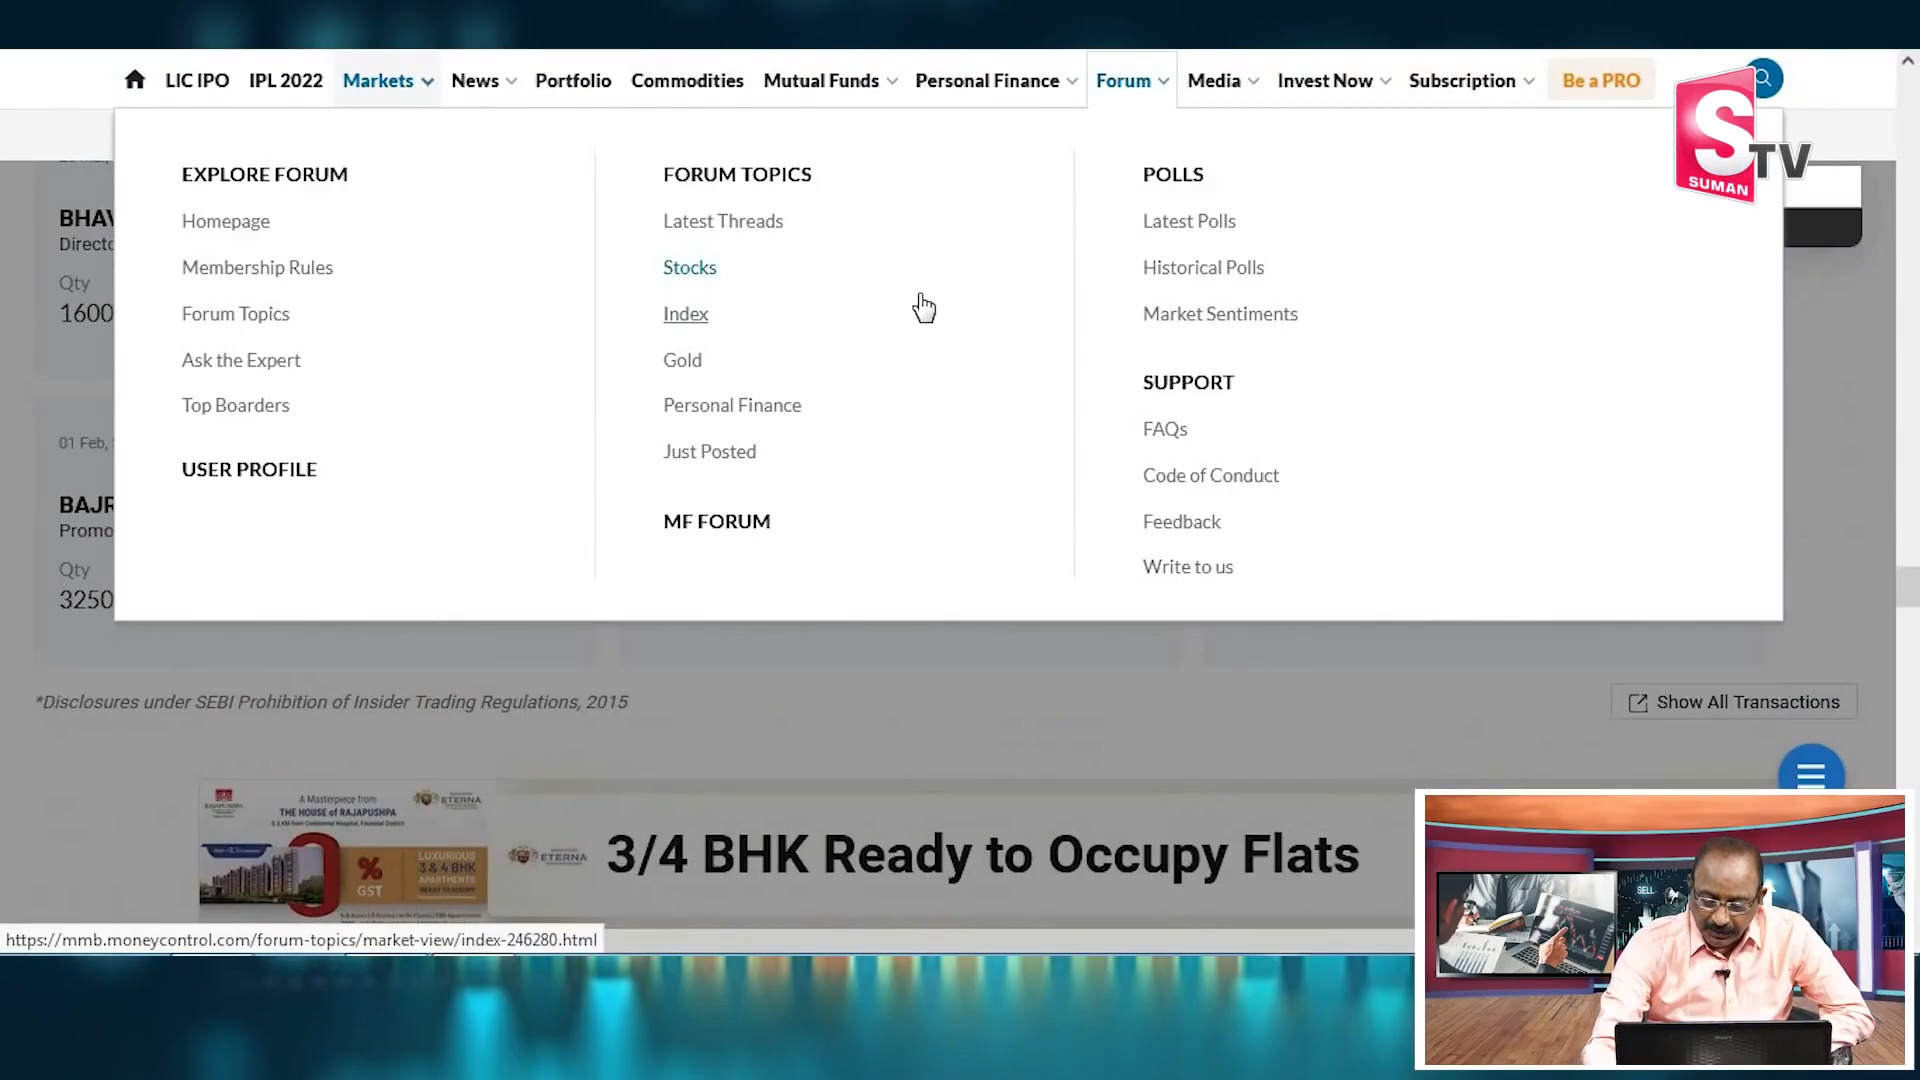 LIC IPO IPL 2022 Markets News Portfolio Commodities Mutual Funds Personal Finance Forum Media Invest Now Subscription Be a PRO
S TV
SUMAN
EXPLORE FORUM
Homepage
Membership Rules
Forum Topics
Ask the Expert
Top Boarders
USER PROFILE
FORUM TOPICS
Latest Threads
Stocks
Index
Gold
Personal Finance
Just Posted
MF FORUM
POLLS
Latest Polls
Historical Polls
Market Sentiments
SUPPORT
FAQs
Code of Conduct
Feedback
Write to us
Qty
1600
01 Feb,
Qty
3250
*Disclosures under SEBI Prohibition of Insider Trading Regulations, 2015
Show All Transactions
A Masterpiece from
THE HOUSE of RAJAPUSHPA
ETERNA
0 % GST
LUXURIOUS
3 & 4 BHK
APARTMENTS
READY TO OCCUPY
ETERNA
3/4 BHK Ready to Occupy Flats
https://mmb.moneycontrol.com/forum-topics/market-view/index-246280.html
SELL